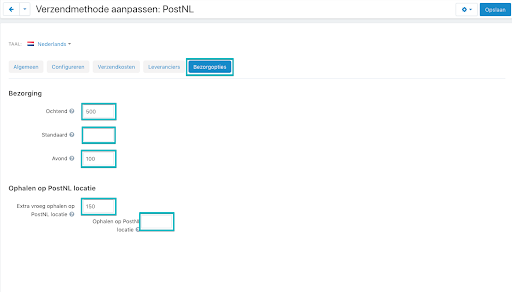 Verzendmethode aanpassen: PostNL
Opslaan
TAAL: Nederlands
Algemeen Configureren Verzendkosten Leveranciers Bezorgopties
Bezorging
Ochtend 500
Standaard
Avond 100
Ophalen op PostNL locatie
Extra vroeg ophalen op
PostNL locatie 150
Ophalen op PostNL
locatie